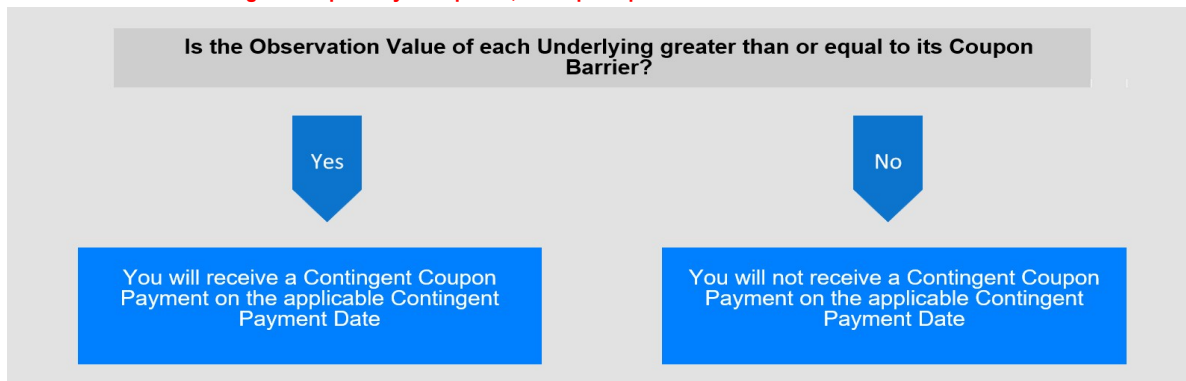 Is the Observation Value of each Underlying greater than or equal to its Coupon
Barrier?
Yes
No
You will receive a Contingent Coupon
Payment on the applicable Contingent
Payment Date
You will not receive a Contingent Coupon
Payment on the applicable Contingent
Payment Date